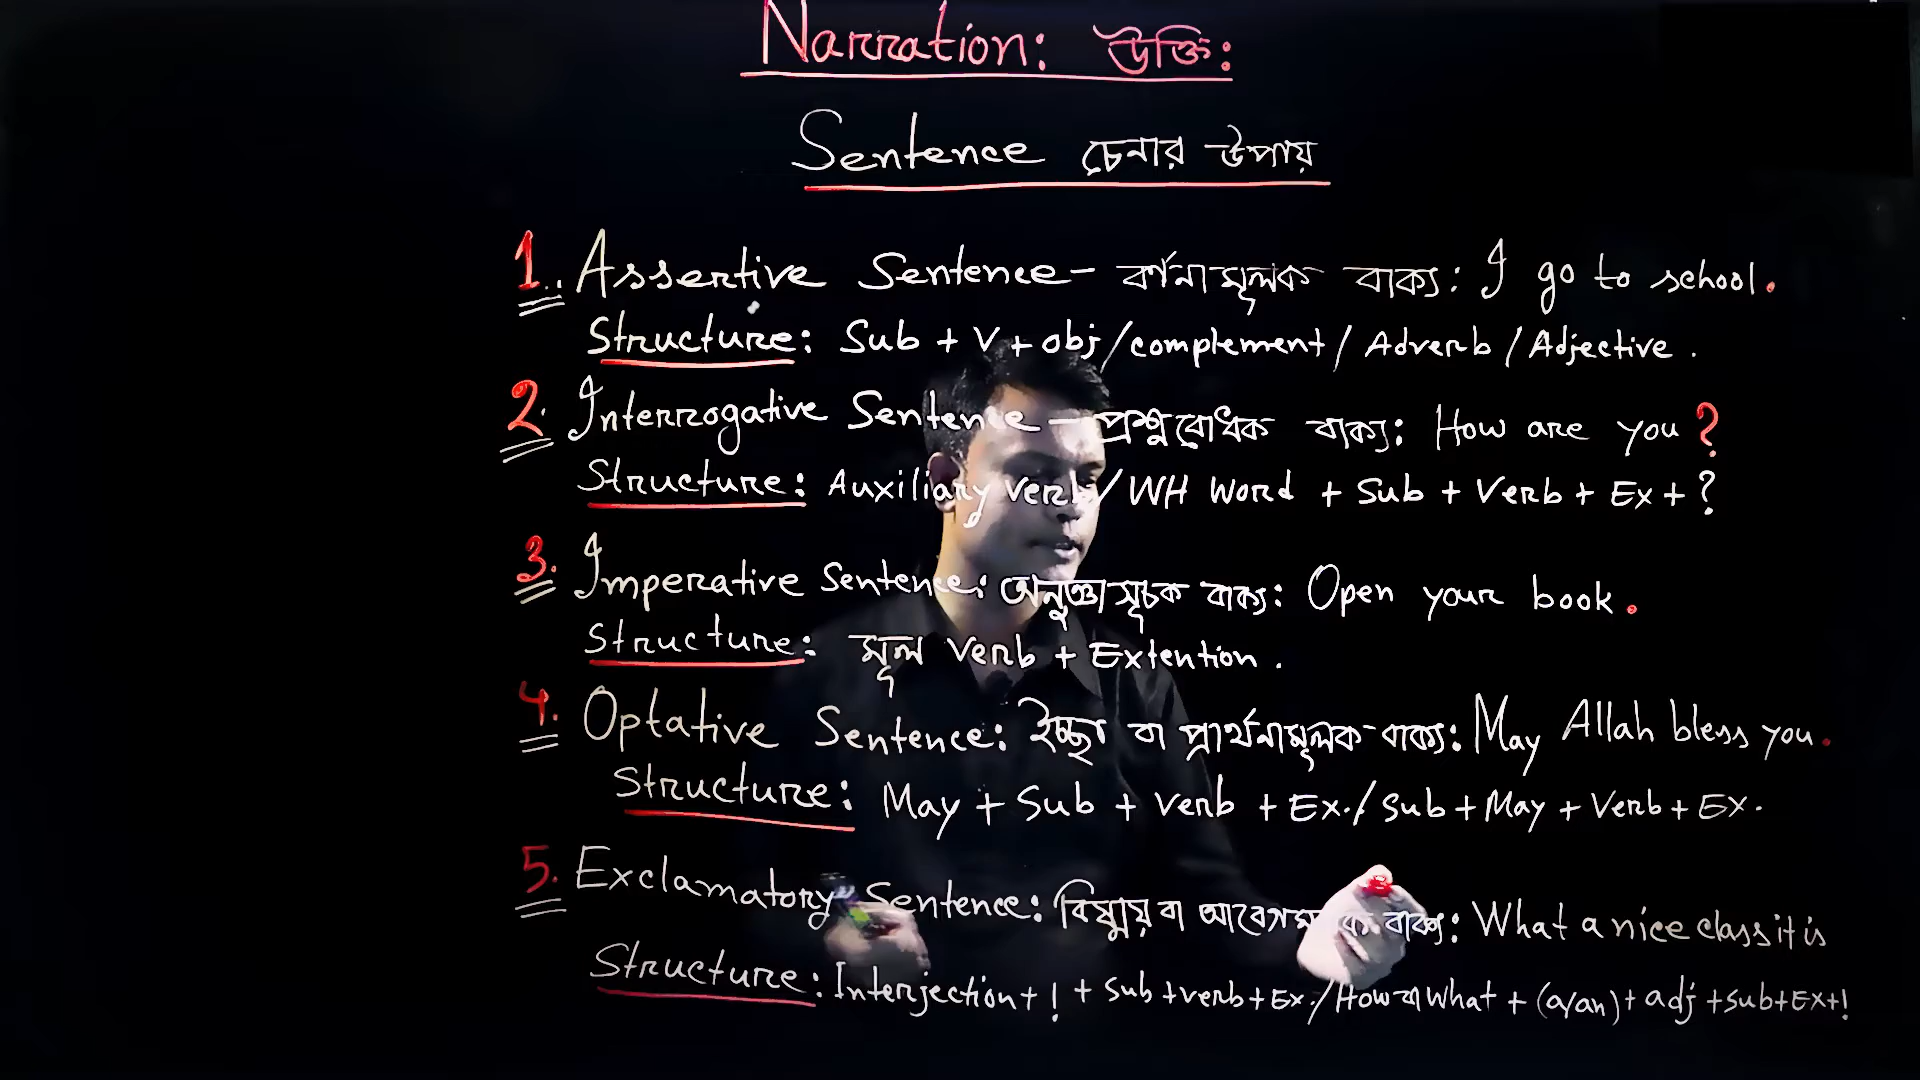 Narration: উক্তি:
Sentence চেনার উপায়
1. Assertive Sentence- বর্ণনামূলক বাক্য: I go to school.
Structure: Sub + V + obj/complement/ Adverb/Adjective.
2. Interrogative Sentence - প্রশ্নবোধক বাক্য: How are you?
Structure: Auxiliary verb/WH Word + Sub + Verb + Ex + ?
3. Imperative Sentence: অনুজ্ঞাসূচক বাক্য: Open your book.
Structure: মূল Verb + Extention.
4. Optative Sentence: ইচ্ছা বা প্রার্থনামূলক-বাক্য: May Allah bless you.
Structure: May + Sub + verb + Ex./Sub + May + Verb + Ex.
5. Exclamatory Sentence: বিষ্ময় বা বাক্য: What a nice class it is
Structure: Interjection + ! + Sub + verb + Ex./How বা What + (a/an) + adj + sub + Ex + !